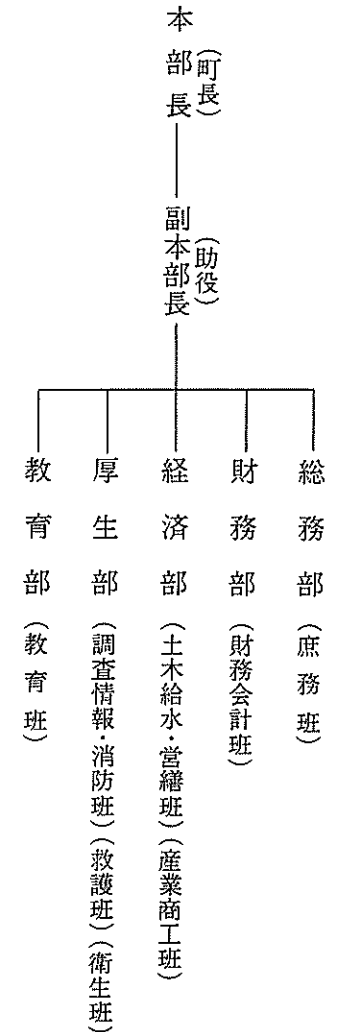 本部長
（町長）
副本部長
（助役）
総務部（庶務班）
財務部（財務会計班）
経済部（土木給水・営繕班）（産業商工班）
厚生部（調査情報・消防班）（救護班）（衛生班）
教育部（教育班）